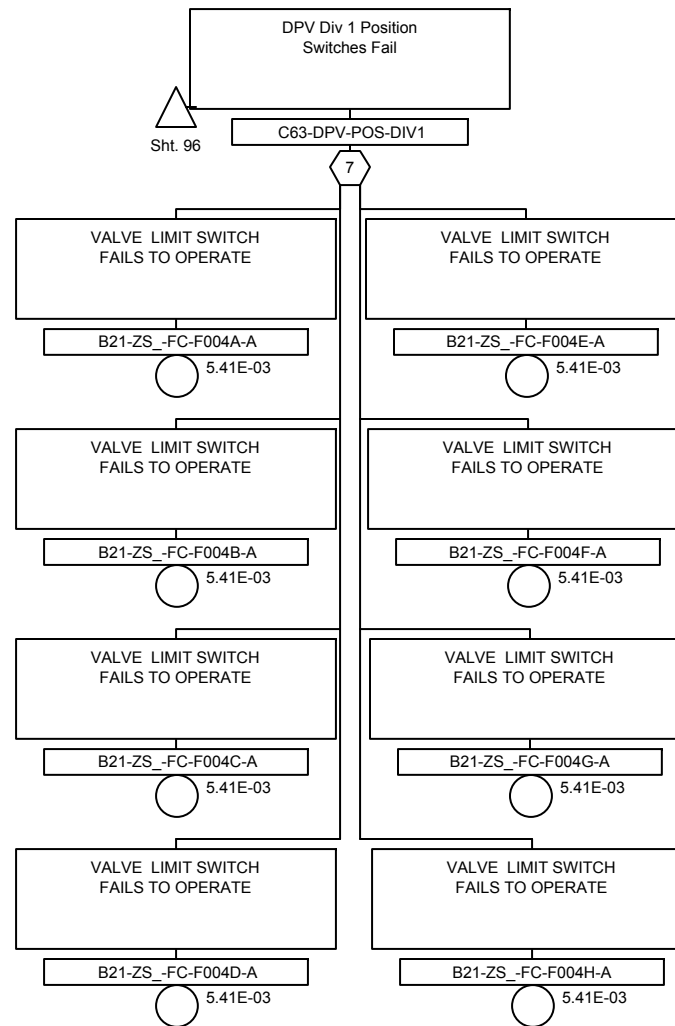 DPV Div 1 Position
Switches Fail
Sht. 96
C63-DPV-POS-DIV1
7
VALVE LIMIT SWITCH
FAILS TO OPERATE
B21-ZS_-FC-F004A-A
5.41E-03
VALVE LIMIT SWITCH
FAILS TO OPERATE
B21-ZS_-FC-F004E-A
5.41E-03
VALVE LIMIT SWITCH
FAILS TO OPERATE
B21-ZS_-FC-F004B-A
5.41E-03
VALVE LIMIT SWITCH
FAILS TO OPERATE
B21-ZS_-FC-F004F-A
5.41E-03
VALVE LIMIT SWITCH
FAILS TO OPERATE
B21-ZS_-FC-F004C-A
5.41E-03
VALVE LIMIT SWITCH
FAILS TO OPERATE
B21-ZS_-FC-F004G-A
5.41E-03
VALVE LIMIT SWITCH
FAILS TO OPERATE
B21-ZS_-FC-F004D-A
5.41E-03
VALVE LIMIT SWITCH
FAILS TO OPERATE
B21-ZS_-FC-F004H-A
5.41E-03